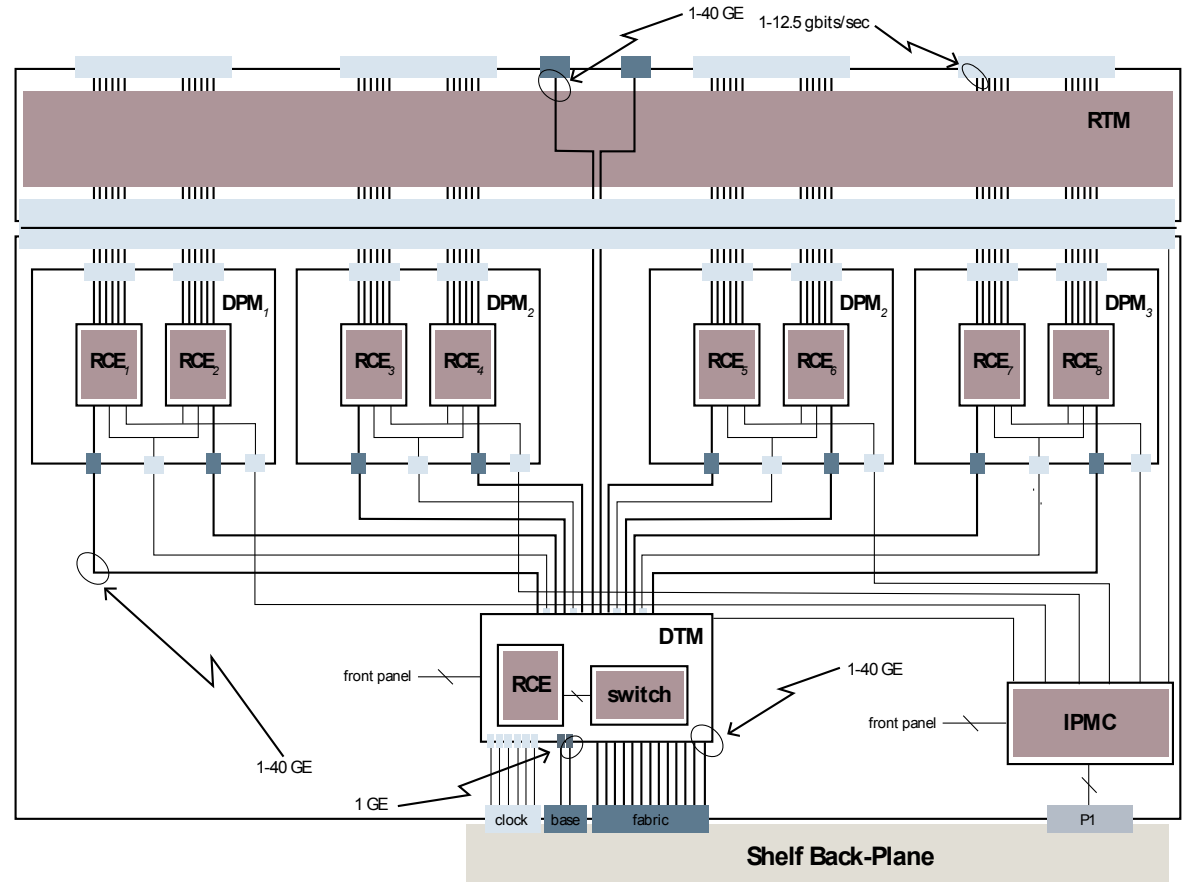 1-40 GE
1-12.5 gbits/sec
RTM
DPM1
DPM2
DPM2
DPM3
RCE1
RCE2
RCE3
RCE4
RCE5
RCE6
RCE7
RCE8
DTM
front panel
RCE
switch
1-40 GE
front panel
IPMC
1-40 GE
1 GE
clock
base
fabric
P1
Shelf Back-Plane